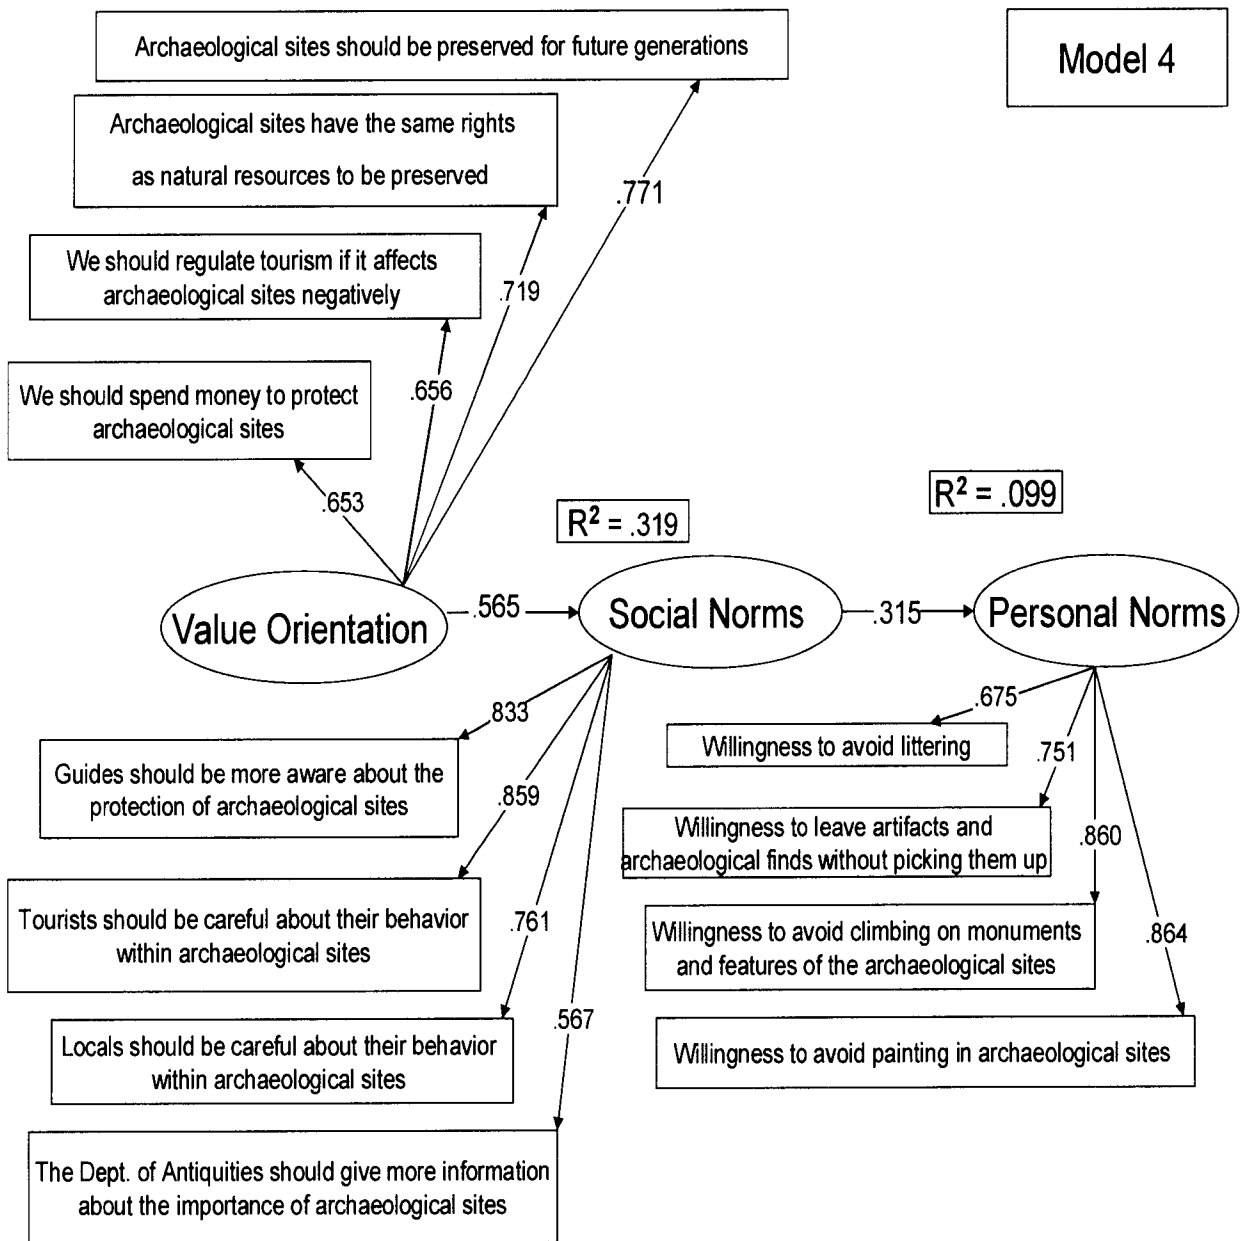 Archaeological sites should be preserved for future generations
Model 4
Archaeological sites have the same rights
as natural resources to be preserved
.771
We should regulate tourism if it affects
archaeological sites negatively
.719
We should spend money to protect
archaeological sites
.656
.653
R² = .319
R² = .099
Value Orientation
.565
Social Norms
.315
Personal Norms
.833
.675
Guides should be more aware about the
protection of archaeological sites
Willingness to avoid littering
.859
.751
Willingness to leave artifacts and
archaeological finds without picking them up
.860
Tourists should be careful about their behavior
within archaeological sites
.761
Willingness to avoid climbing on monuments
and features of the archaeological sites
.864
.567
Locals should be careful about their behavior
within archaeological sites
Willingness to avoid painting in archaeological sites
The Dept. of Antiquities should give more information
about the importance of archaeological sites